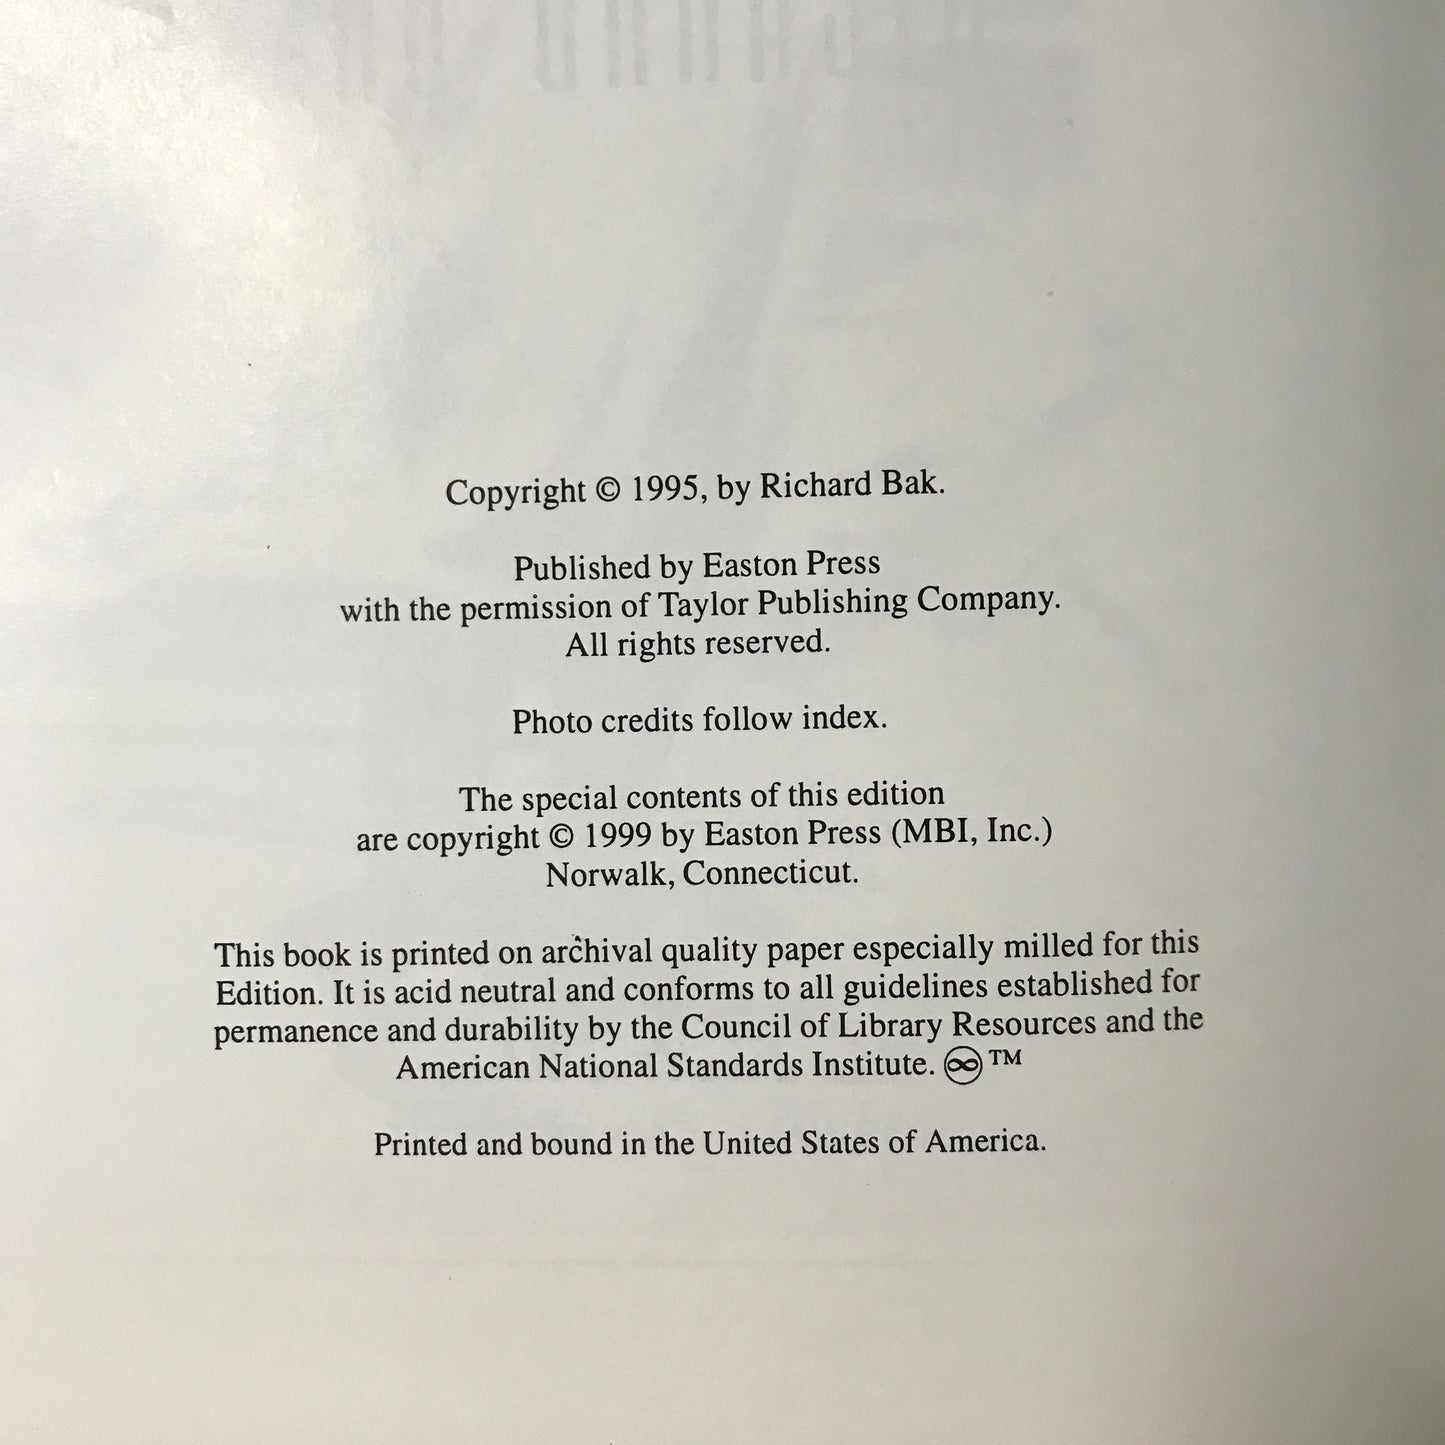 Copyright © 1995, by Richard Bak.
Published by Easton Press
with the permission of Taylor Publishing Company.
All rights reserved.
Photo credits follow index.
The special contents of this edition
are copyright © 1999 by Easton Press (MBI, Inc.)
Norwalk, Connecticut.
This book is printed on archival quality paper especially milled for this
Edition. It is acid neutral and conforms to all guidelines established for
permanence and durability by the Council of Library Resources and the
American National Standards Institute. ♾™
Printed and bound in the United States of America.